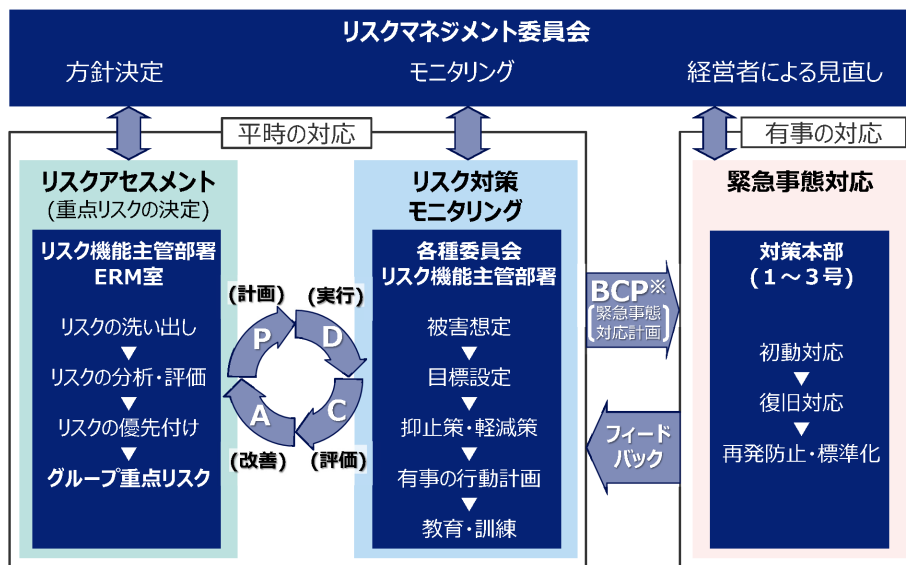 リスクマネジメント委員会
方針決定
モニタリング
経営者による見直し
平時の対応
有事の対応
リスクアセスメント
(重点リスクの決定)
リスク機能主管部署
ERM室
リスクの洗い出し
▼
リスクの分析・評価
▼
リスクの優先付け
▼
グループ重点リスク
(計画)
(実行)
P
D
A
C
(改善)
(評価)
リスク対策
モニタリング
各種委員会
リスク機能主管部署
被害想定
▼
目標設定
▼
抑止策・軽減策
▼
有事の行動計画
▼
教育・訓練
BCP※
[緊急事態
対応計画]
フィード
バック
緊急事態対応
対策本部
(1~3号)
初動対応
▼
復旧対応
▼
再発防止・標準化